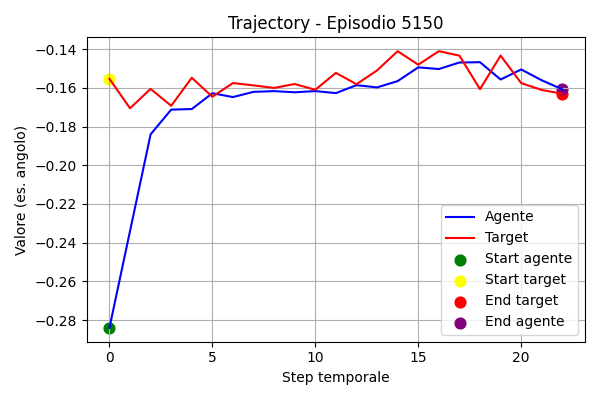 Trajectory - Episodio 5150
Valore (es. angolo)
−0.14
−0.16
−0.18
−0.20
−0.22
−0.24
−0.26
−0.28
Agente
Target
Start agente
Start target
End target
End agente
0 5 10 15 20
Step temporale